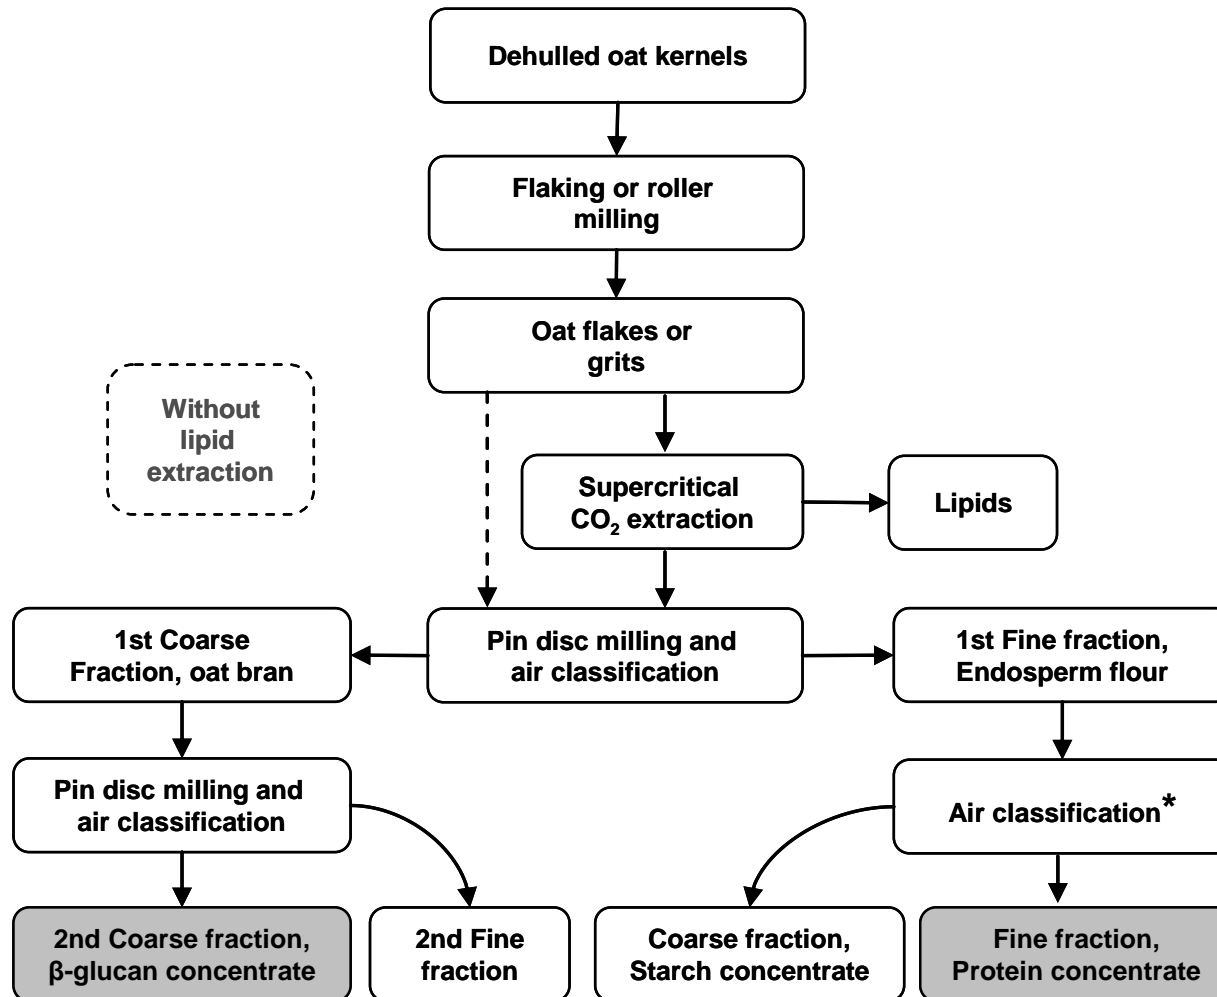 Dehulled oat kernels
Flaking or roller
milling
Oat flakes or
grits
Without
lipid
extraction
Supercritical
CO₂ extraction
Lipids
1st Coarse
Fraction, oat bran
Pin disc milling and
air classification
1st Fine fraction,
Endosperm flour
Pin disc milling and
air classification
Air classification*
2nd Coarse fraction,
β-glucan concentrate
2nd Fine
fraction
Coarse fraction,
Starch concentrate
Fine fraction,
Protein concentrate